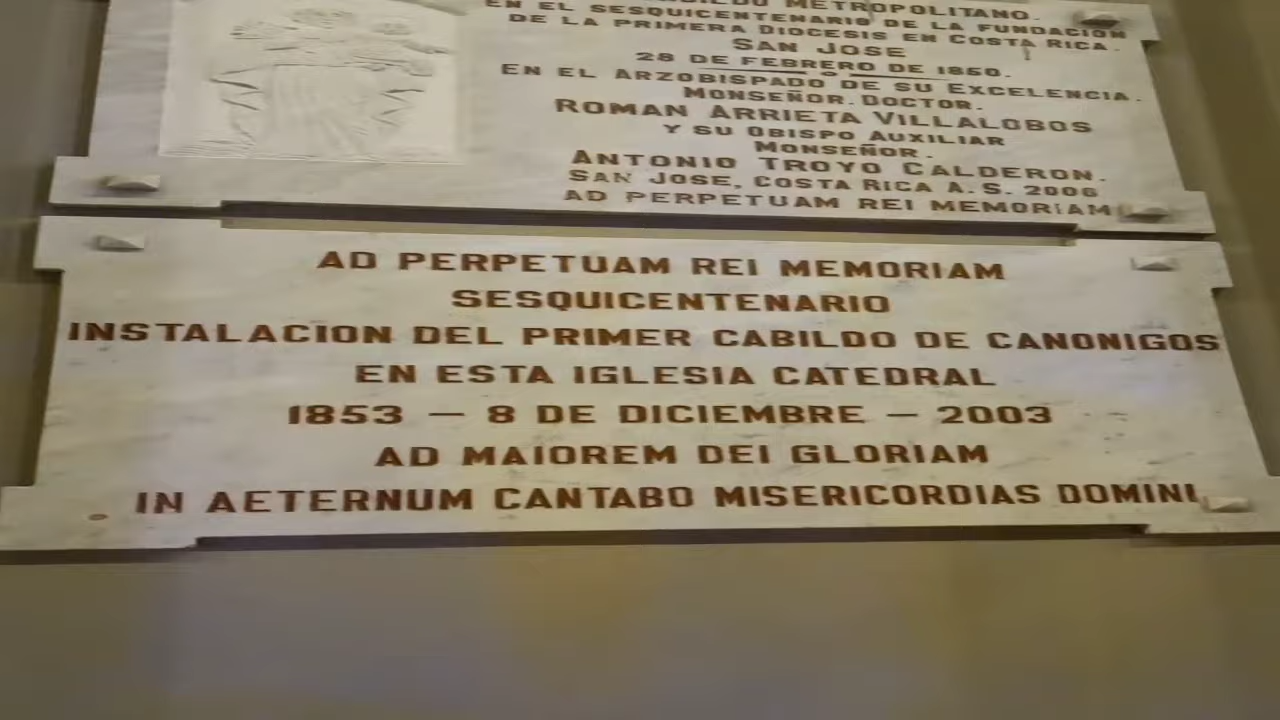 CABILDO METROPOLITANO.
EN EL SESQUICENTENARIO DE LA FUNDACION
DE LA PRIMERA DIOCESIS EN COSTA RICA.
SAN JOSE
28 DE FEBRERO DE 1850.
EN EL ARZOBISPADO DE SU EXCELENCIA.
MONSEÑOR. DOCTOR.
ROMAN ARRIETA VILLALOBOS
Y SU OBISPO AUXILIAR
MONSEÑOR.
ANTONIO TROYO CALDERON.
SAN JOSE, COSTA RICA A. S. 2006
AD PERPETUAM REI MEMORIAM
AD PERPETUAM REI MEMORIAM
SESQUICENTENARIO
INSTALACION DEL PRIMER CABILDO DE CANONIGOS
EN ESTA IGLESIA CATEDRAL
1853 — 8 DE DICIEMBRE — 2003
AD MAIOREM DEI GLORIAM
IN AETERNUM CANTABO MISERICORDIAS DOMINI